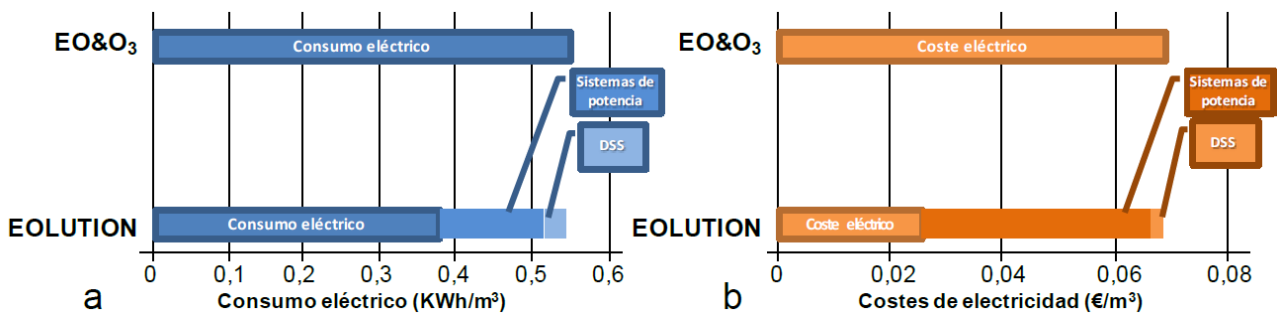 EO&O₃
Consumo eléctrico
Sistemas de
potencia
DSS
EOLUTION
Consumo eléctrico
0 0,1 0,2 0,3 0,4 0,5 0,6
a
Consumo eléctrico (KWh/m³)
EO&O₃
Coste eléctrico
Sistemas de
potencia
DSS
EOLUTION
Coste eléctrico
0 0,02 0,04 0,06 0,08
b
Costes de electricidad (€/m³)